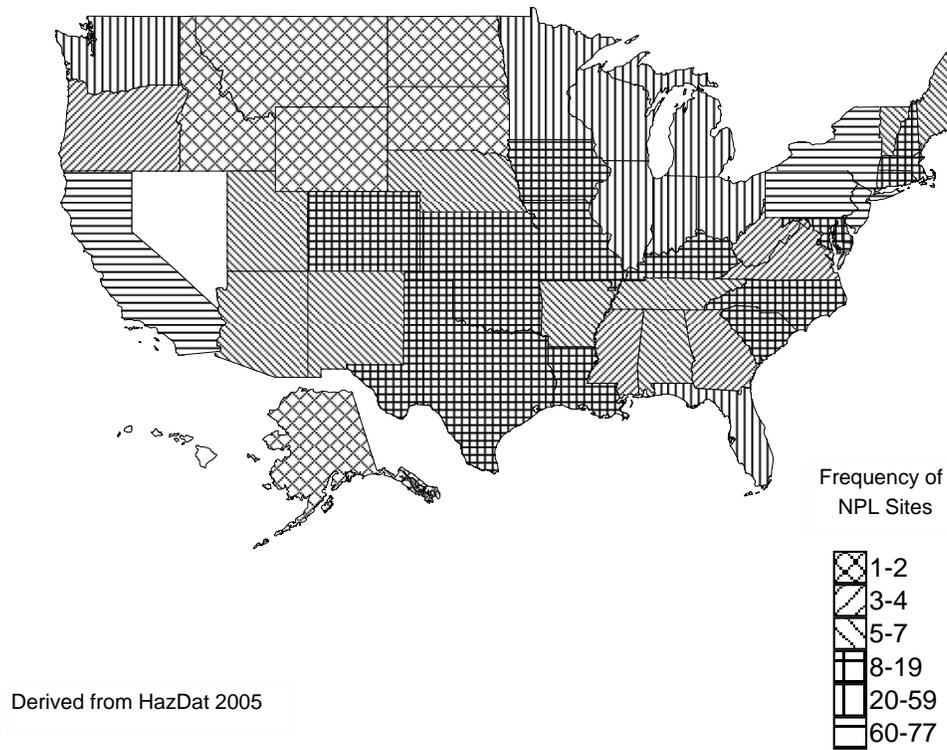 Frequency of
NPL Sites
1-2
3-4
5-7
8-19
20-59
60-77
Derived from HazDat 2005